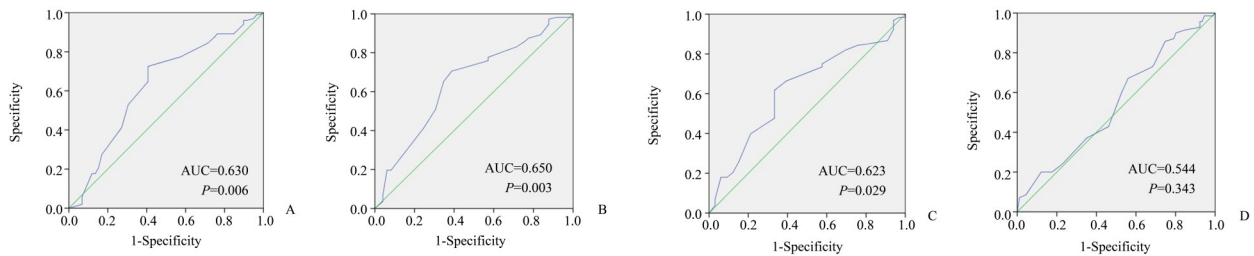 1.0
0.8
0.6
0.4
0.2
0.0
Specificity
0.0 0.2 0.4 0.6 0.8 1.0
1-Specificity
AUC=0.630
P=0.006
A
1.0
0.8
0.6
0.4
0.2
0.0
Specificity
0.0 0.2 0.4 0.6 0.8 1.0
1-Specificity
AUC=0.650
P=0.003
B
1.0
0.8
0.6
0.4
0.2
0.0
Specificity
0.0 0.2 0.4 0.6 0.8 1.0
1-Specificity
AUC=0.623
P=0.029
C
1.0
0.8
0.6
0.4
0.2
0.0
Specificity
0.0 0.2 0.4 0.6 0.8 1.0
1-Specificity
AUC=0.544
P=0.343
D